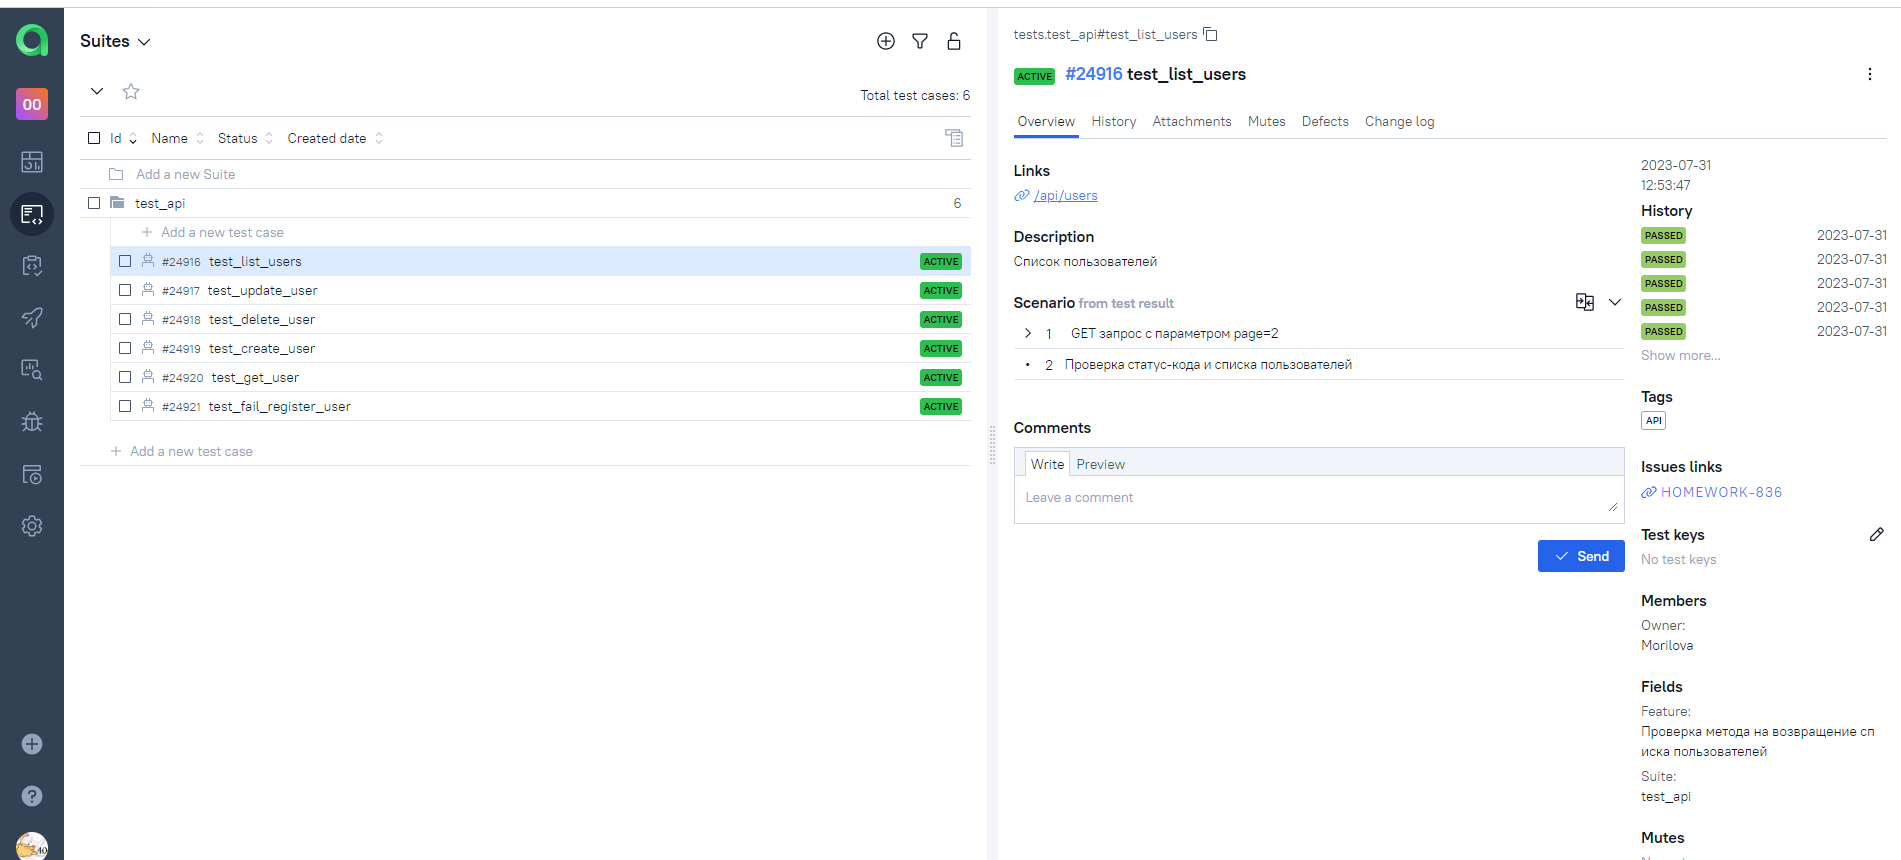 Suites
Total test cases: 6
Id Name Status Created date
Add a new Suite
test_api 6
Add a new test case
#24916 test_list_users ACTIVE
#24917 test_update_user ACTIVE
#24918 test_delete_user ACTIVE
#24919 test_create_user ACTIVE
#24920 test_get_user ACTIVE
#24921 test_fail_register_user ACTIVE
Add a new test case
OO
tests.test_api#test_list_users
ACTIVE #24916 test_list_users
Overview History Attachments Mutes Defects Change log
Links
/api/users
Description
Список пользователей
Scenario from test result
1 GET запрос с параметром page=2
• 2 Проверка статус-кода и списка пользователей
Comments
Write Preview
Leave a comment
Send
2023-07-31
12:53:47
History
PASSED 2023-07-31
PASSED 2023-07-31
PASSED 2023-07-31
PASSED 2023-07-31
PASSED 2023-07-31
Show more...
Tags
API
Issues links
HOMEWORK-836
Test keys
No test keys
Members
Owner:
Morilova
Fields
Feature:
Проверка метода на возвращение сп
иска пользователей
Suite:
test_api
Mutes